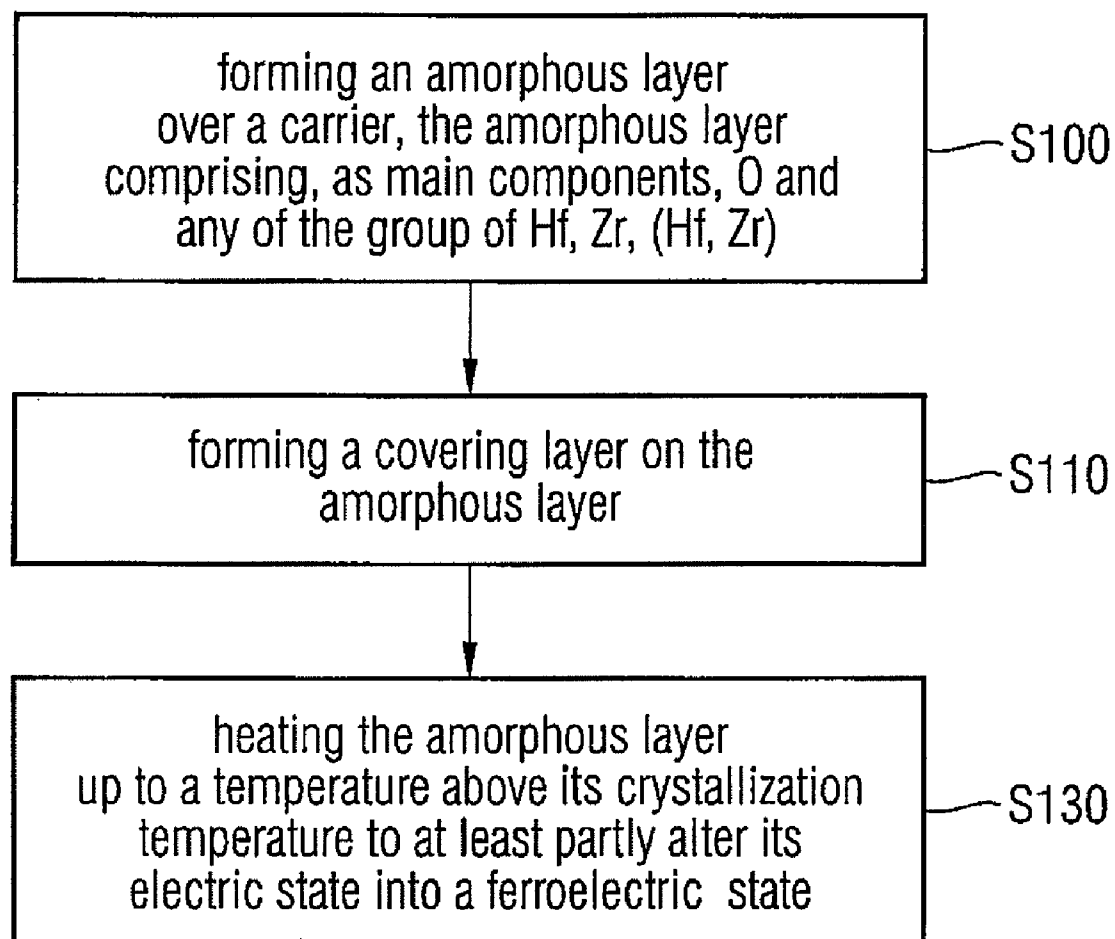 forming an amorphous layer
over a carrier, the amorphous layer
comprising, as main components, O and
any of the group of Hf, Zr, (Hf, Zr)
S100
forming a covering layer on the
amorphous layer
S110
heating the amorphous layer
up to a temperature above its crystallization
temperature to at least partly alter its
electric state into a ferroelectric state
S130